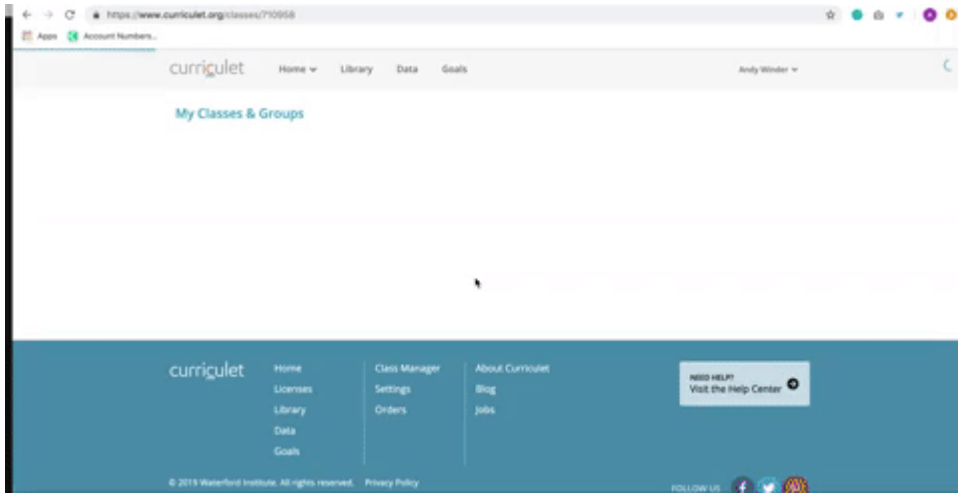 https://www.curriculet.org/classes/710958
Apps Account Numbers...
curriculet Home Library Data Goals Andy Winder
My Classes & Groups
curriculet
Home
Licenses
Library
Data
Goals
Class Manager
Settings
Orders
About Curriculet
Blog
Jobs
NEED HELP?
Visit the Help Center
© 2019 Waterford Institute. All rights reserved. Privacy Policy
FOLLOW US